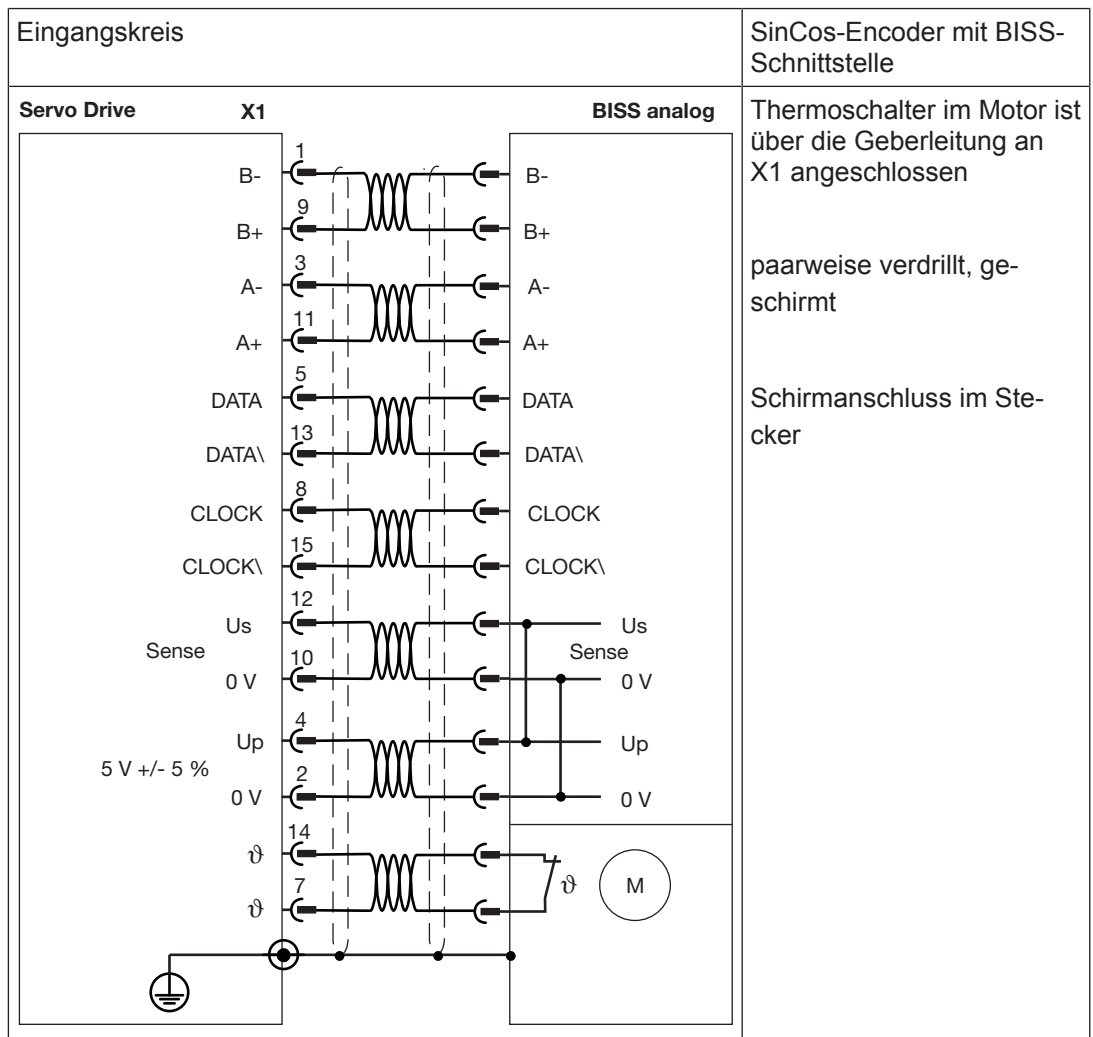 Eingangskreis
SinCos-Encoder mit BISS-
Schnittstelle
Servo Drive X1 BISS analog
Thermoschalter im Motor ist
über die Geberleitung an
X1 angeschlossen
paarweise verdrillt, ge-
schirmt
Schirmanschluss im Ste-
cker
B- 1 B-
B+ 9 B+
A- 3 A-
A+ 11 A+
DATA 5 DATA
DATA\ 13 DATA\
CLOCK 8 CLOCK
CLOCK\ 15 CLOCK\
Us 12 Us
Sense Sense
0 V 10 0 V
Up 4 Up
5 V +/- 5 %
0 V 2 0 V
ϑ 14
ϑ M
ϑ 7